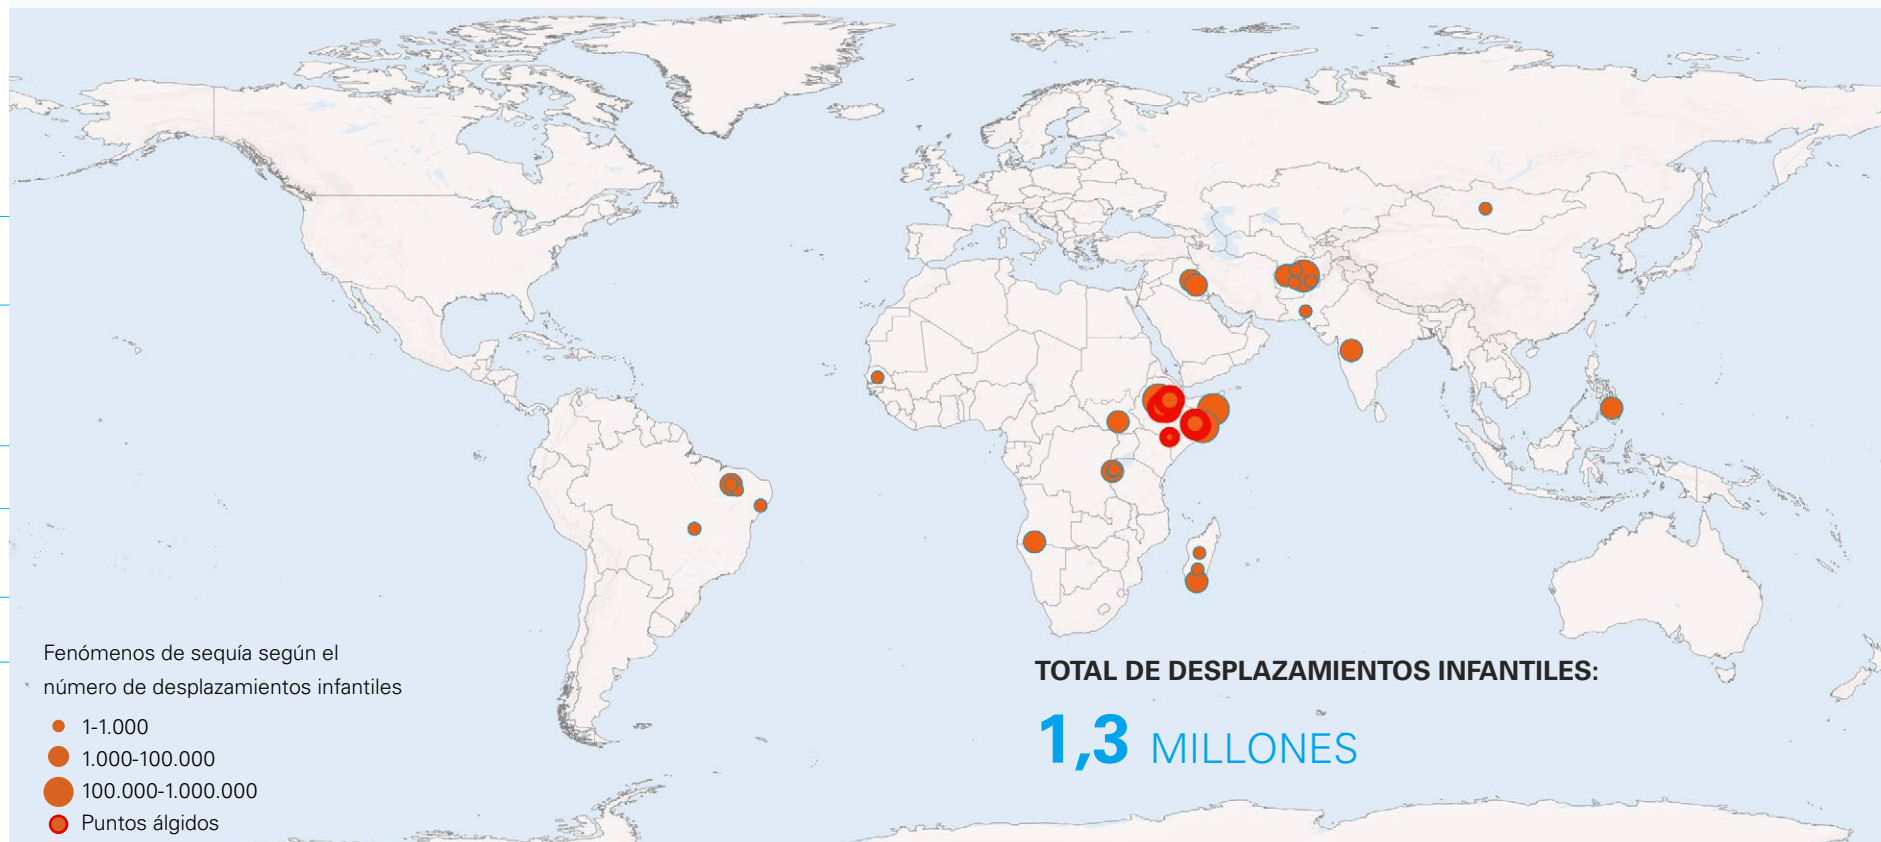 Fenómenos de sequía según el
número de desplazamientos infantiles
1-1.000
1.000-100.000
100.000-1.000.000
Puntos álgidos
TOTAL DE DESPLAZAMIENTOS INFANTILES:
1,3 MILLONES